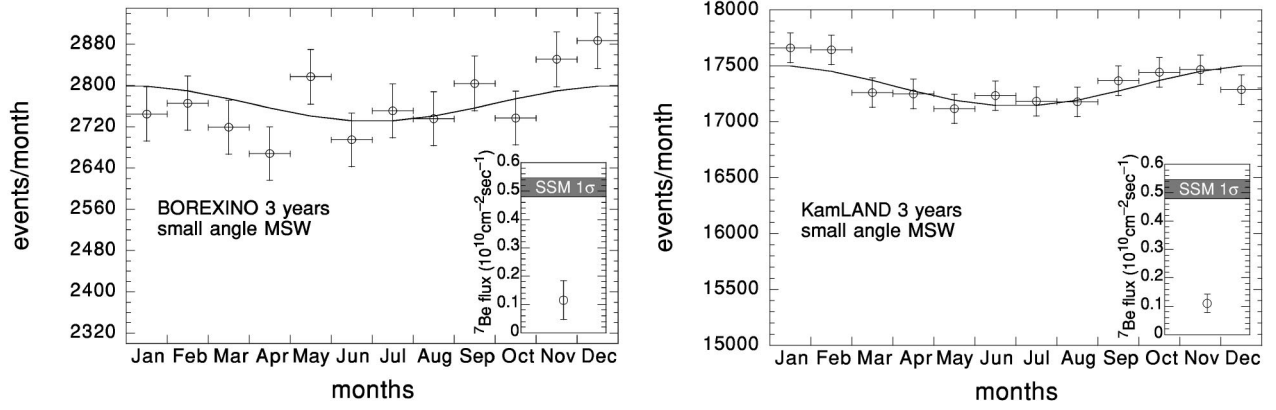 2880
2800
2720
2640
2560
2480
2400
2320
events/month
BOREXINO 3 years
small angle MSW
0.6
0.5
0.4
0.3
0.2
0.1
0
7Be flux (10^10cm−2sec−1)
SSM 1σ
Jan Feb Mar Apr May Jun Jul Aug Sep Oct Nov Dec
months
18000
17500
17000
16500
16000
15500
15000
events/month
KamLAND 3 years
small angle MSW
0.6
0.5
0.4
0.3
0.2
0.1
0
7Be flux (10^10cm−2sec−1)
SSM 1σ
Jan Feb Mar Apr May Jun Jul Aug Sep Oct Nov Dec
months